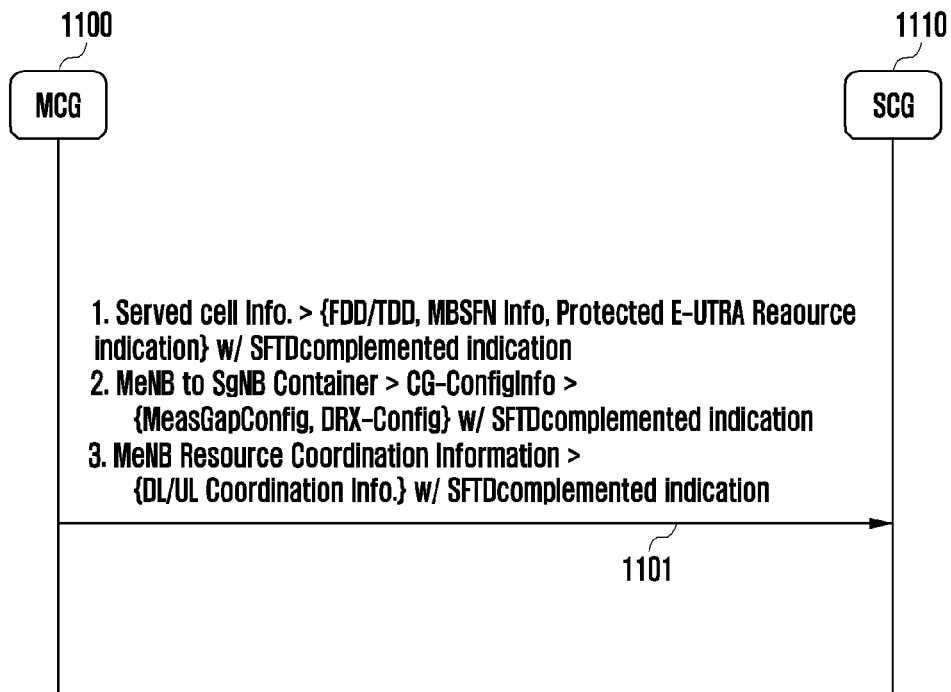 1100
1110
MCG
SCG
1. Served cell Info. > {FDD/TDD, MBSFN Info, Protected E-UTRA Reaource
indication} w/ SFTDcomplemented indication
2. MeNB to SgNB Container > CG-ConfigInfo >
{MeasGapConfig, DRX-Config} w/ SFTDcomplemented indication
3. MeNB Resource Coordination Information >
{DL/UL Coordination Info.} w/ SFTDcomplemented indication
1101